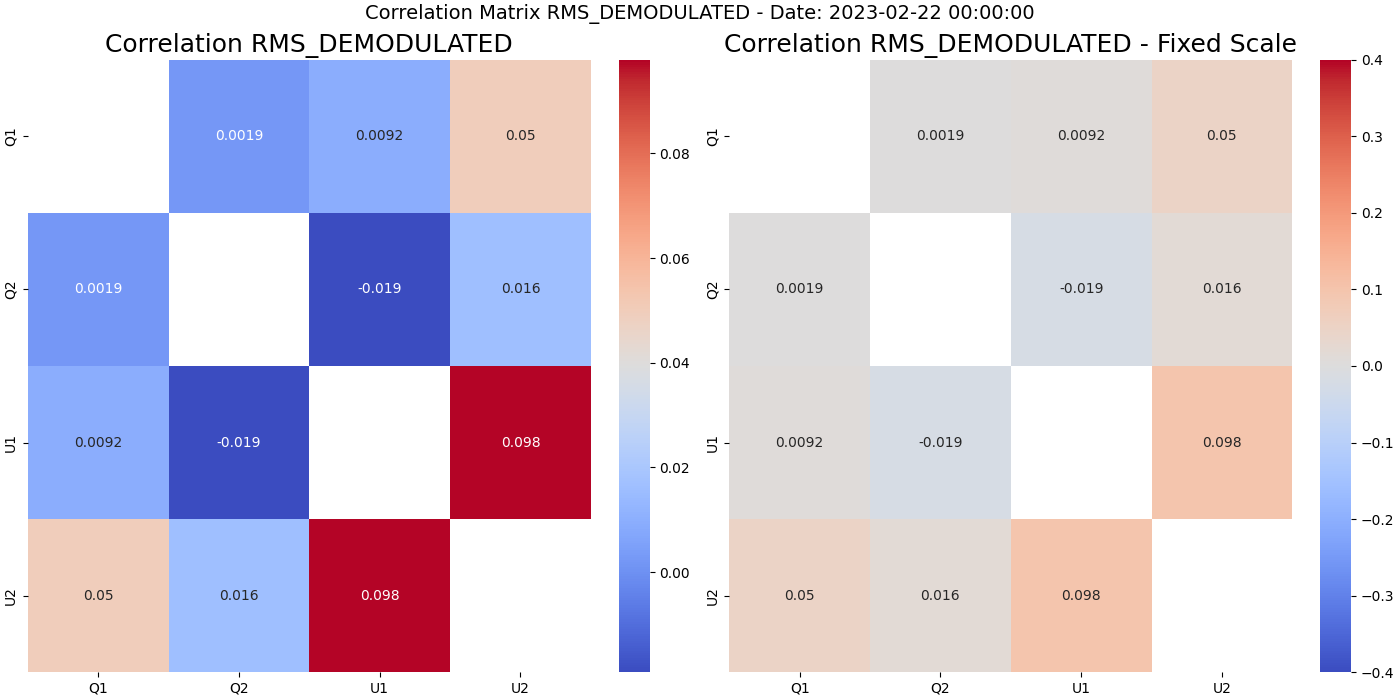 Correlation Matrix RMS_DEMODULATED - Date: 2023-02-22 00:00:00
Correlation RMS_DEMODULATED
Q1
0.0019
0.0092
0.05
Q2
0.0019
-0.019
0.016
U1
0.0092
-0.019
0.098
U2
0.05
0.016
0.098
Q1
Q2
U1
U2
0.08
0.06
0.04
0.02
0.00
Correlation RMS_DEMODULATED - Fixed Scale
Q1
0.0019
0.0092
0.05
Q2
0.0019
-0.019
0.016
U1
0.0092
-0.019
0.098
U2
0.05
0.016
0.098
Q1
Q2
U1
U2
0.4
0.3
0.2
0.1
0.0
−0.1
−0.2
−0.3
−0.4